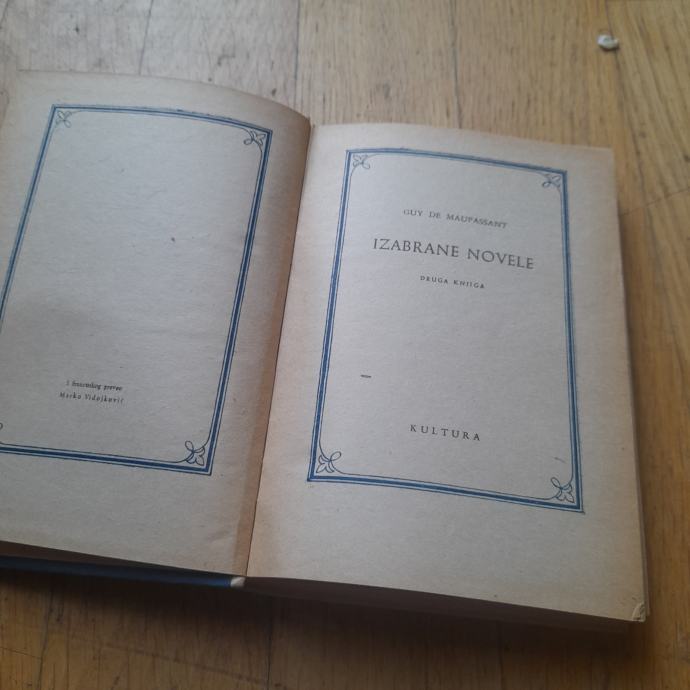 S francuskog preveo
Marko Vidojković
GUY DE MAUPASSANT
IZABRANE NOVELE
DRUGA KNJIGA
KULTURA